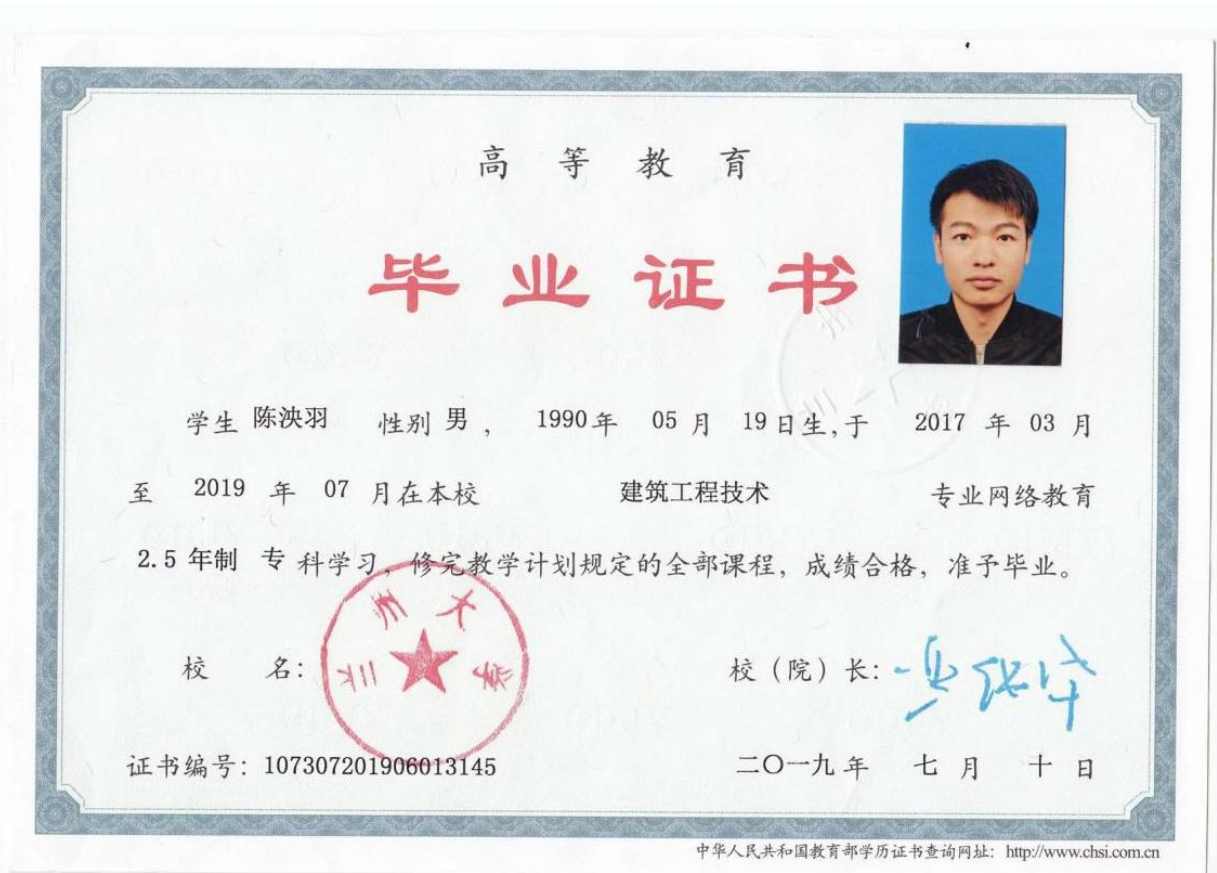 高等教育
毕业证书
学生 陈泱羽 性别 男 , 1990 年 05 月 19 日生,于 2017 年 03 月
至 2019 年 07 月在本校 建筑工程技术 专业网络教育
2.5 年制 专 科学习，修完教学计划规定的全部课程，成绩合格，准予毕业。
校 名: 校（院）长:
大学
证书编号: 107307201906013145 二〇一九年 七月 十日
中华人民共和国教育部学历证书查询网址: http://www.chsi.com.cn